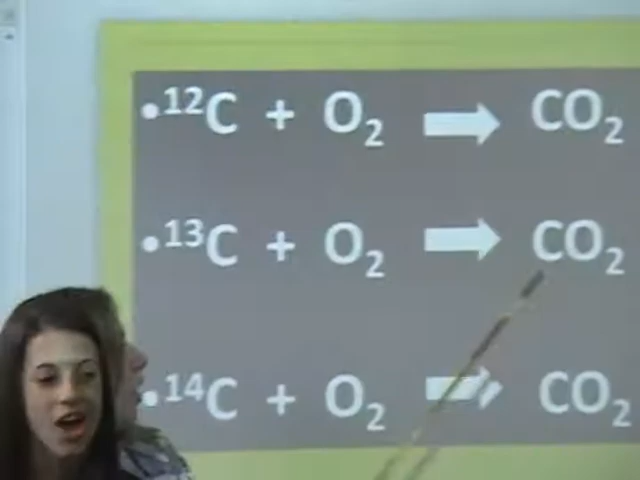 •¹²C + O₂ → CO₂
•¹³C + O₂ → CO₂
•¹⁴C + O₂ → CO₂